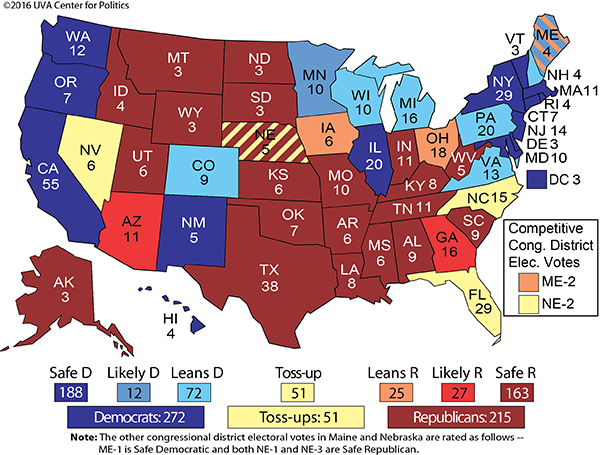 ©2016 UVA Center for Politics
WA
12
OR
7
CA
55
NV
6
ID
4
MT
3
WY
3
UT
6
AZ
11
CO
9
NM
5
ND
3
SD
3
NE
5
KS
6
OK
7
TX
38
MN
10
IA
6
MO
10
AR
6
LA
8
WI
10
IL
20
MI
16
IN
11
OH
18
KY 8
TN 11
MS
6
AL
9
GA
16
FL
29
SC
9
NC15
VA
13
WV
5
PA
20
NY
29
VT
3
ME
4
NH 4
MA11
RI 4
CT7
NJ 14
DE 3
MD10
DC 3
AK
3
HI
4
Competitive
Cong. District
Elec. Votes
ME-2
NE-2
Safe D Likely D Leans D Toss-up Leans R Likely R Safe R
188 12 72 51 25 27 163
Democrats: 272 Toss-ups: 51 Republicans: 215
Note: The other congressional district electoral votes in Maine and Nebraska are rated as follows --
ME-1 is Safe Democratic and both NE-1 and NE-3 are Safe Republican.